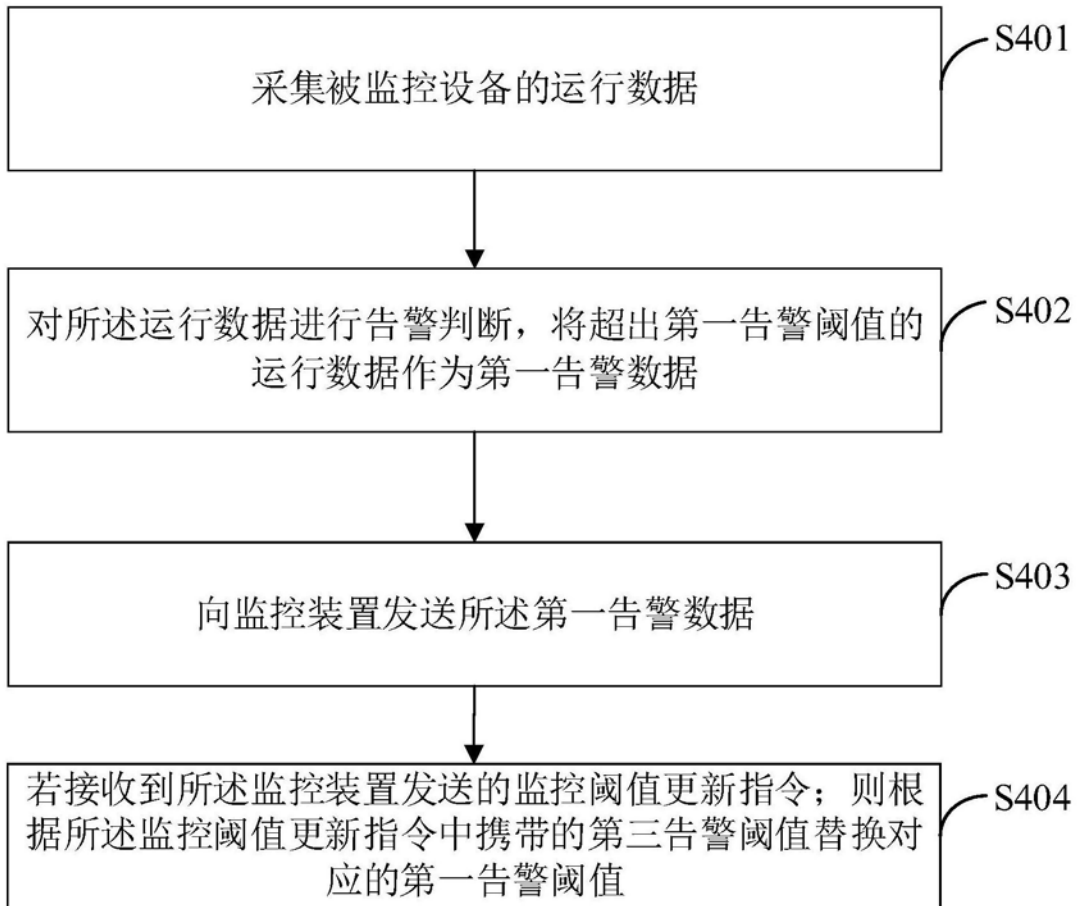 采集被监控设备的运行数据
S401
对所述运行数据进行告警判断，将超出第一告警阈值的
运行数据作为第一告警数据
S402
向监控装置发送所述第一告警数据
S403
若接收到所述监控装置发送的监控阈值更新指令；则根
据所述监控阈值更新指令中携带的第三告警阈值替换对
应的第一告警阈值
S404